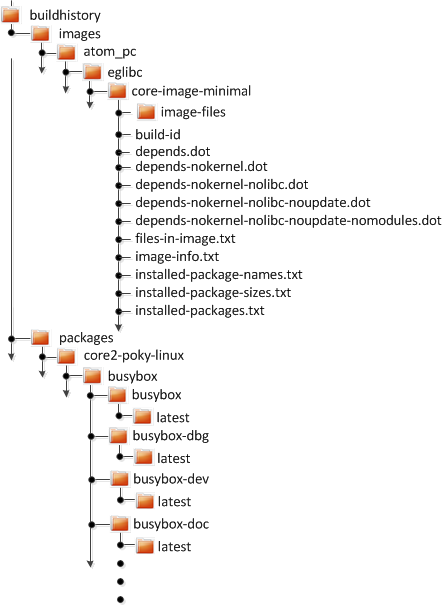 buildhistory
images
atom_pc
eglibc
core-image-minimal
image-files
build-id
depends.dot
depends-nokernel.dot
depends-nokernel-nolibc.dot
depends-nokernel-nolibc-noupdate.dot
depends-nokernel-nolibc-noupdate-nomodules.dot
files-in-image.txt
image-info.txt
installed-package-names.txt
installed-package-sizes.txt
installed-packages.txt
packages
core2-poky-linux
busybox
busybox
latest
busybox-dbg
latest
busybox-dev
latest
busybox-doc
latest